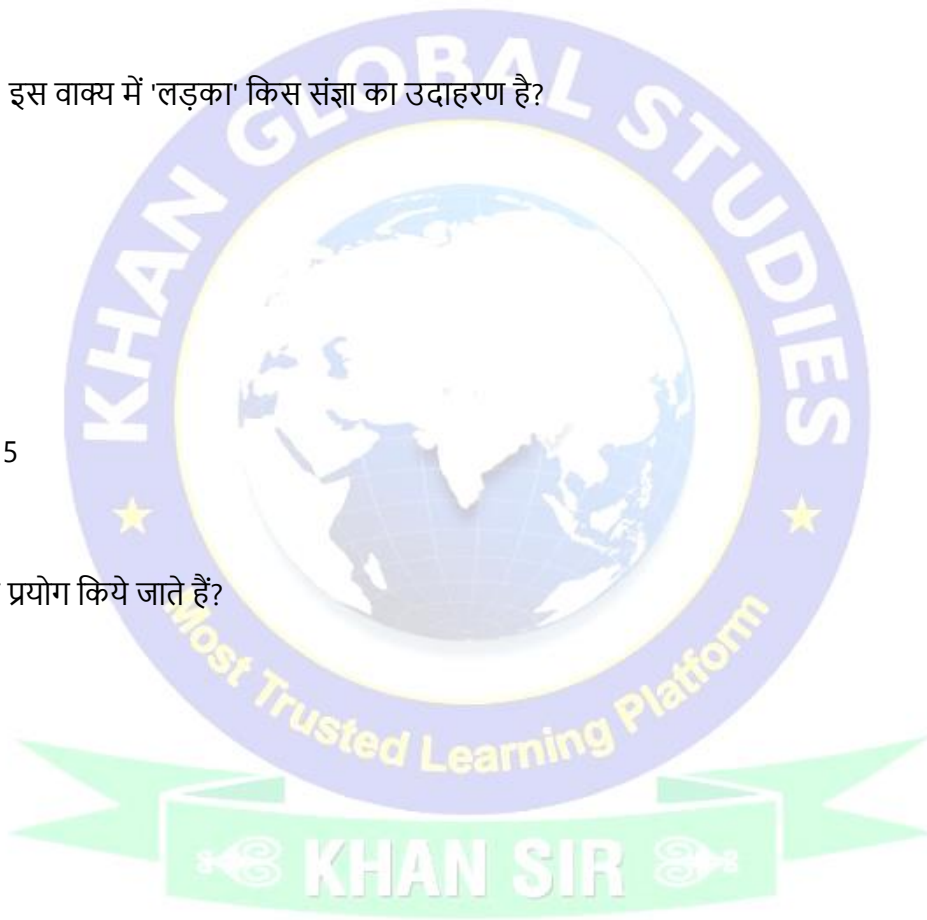 इस वाक्य में 'लड़का' किस संज्ञा का उदाहरण है?
KHAN GLOBAL STUDIES
5
प्रयोग किये जाते हैं?
Most Trusted Learning Platform
KHAN SIR